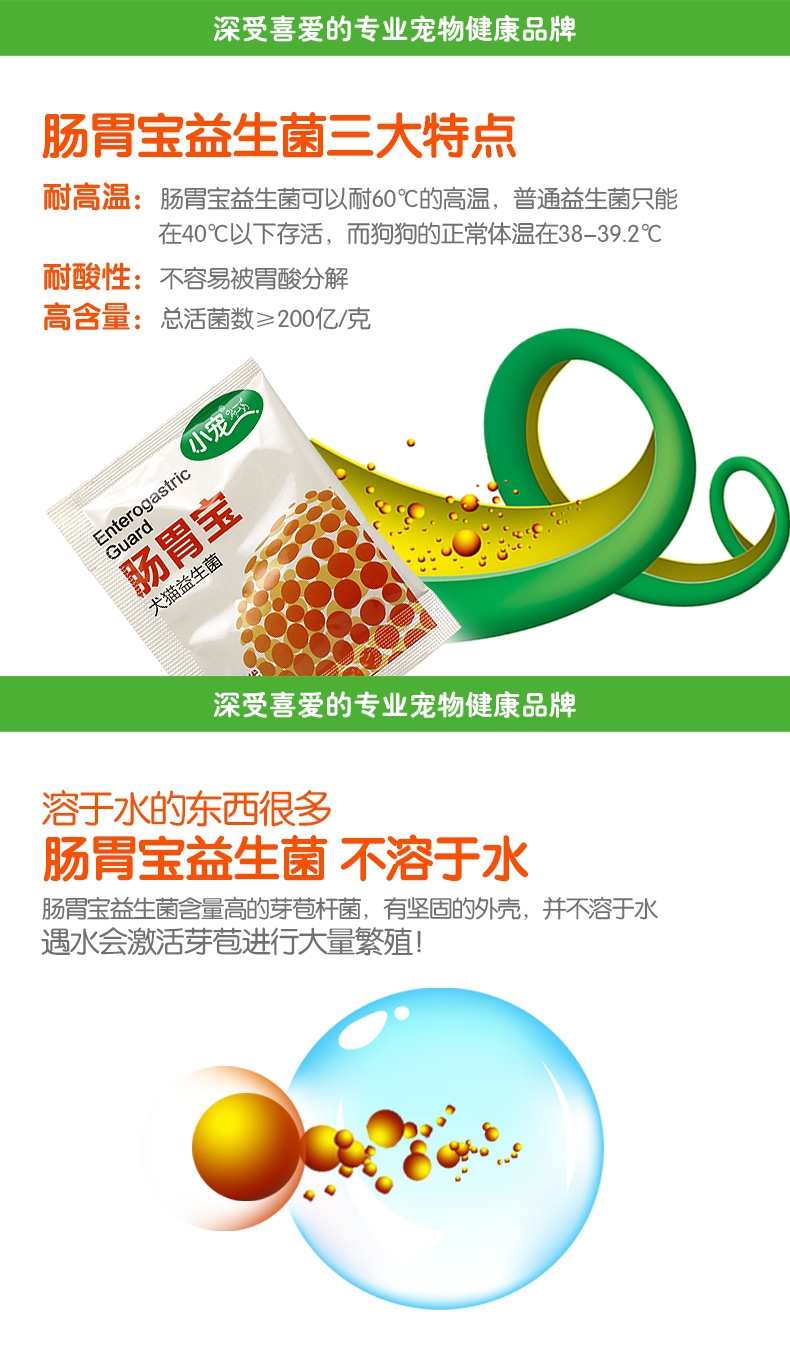 深受喜爱的专业宠物健康品牌
肠胃宝益生菌三大特点
耐高温：肠胃宝益生菌可以耐60℃的高温，普通益生菌只能
在40℃以下存活，而狗狗的正常体温在38-39.2℃
耐酸性：不容易被胃酸分解
高含量：总活菌数≥200亿/克
小宠
Enterogastric
Guard
肠胃宝
犬猫益生菌
深受喜爱的专业宠物健康品牌
溶于水的东西很多
肠胃宝益生菌 不溶于水
肠胃宝益生菌含量高的芽苞杆菌，有坚固的外壳，并不溶于水
遇水会激活芽苞进行大量繁殖！